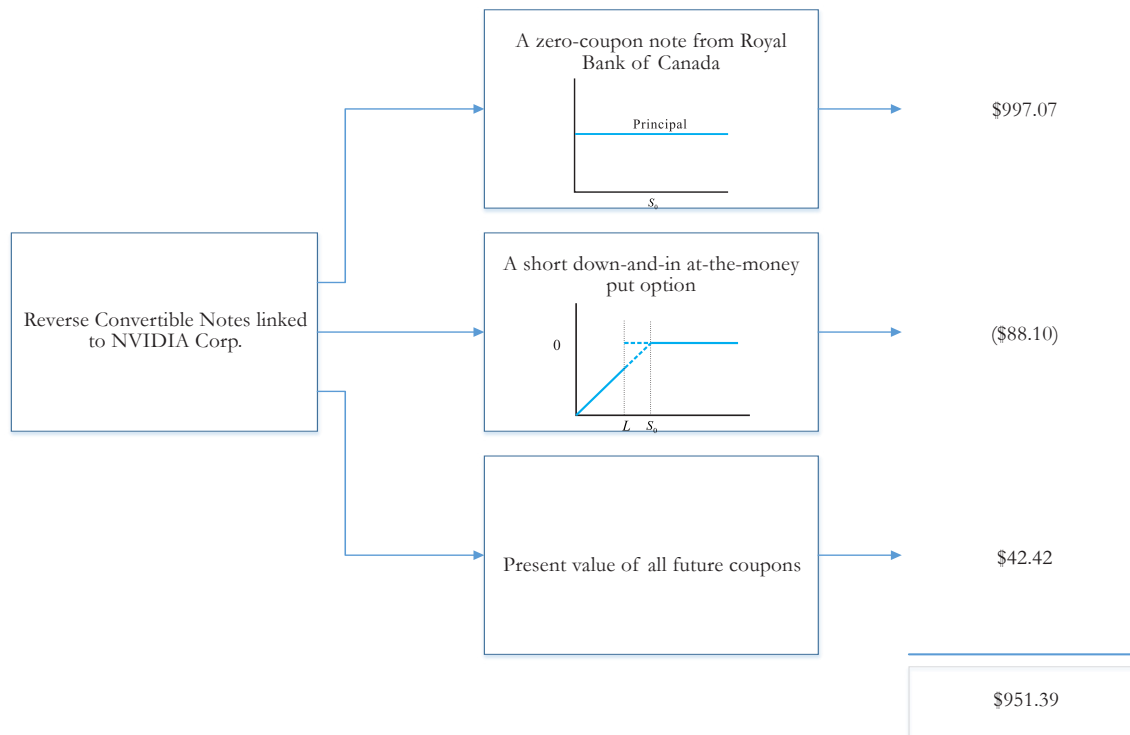 A zero-coupon note from Royal
Bank of Canada
Principal
S₀
$997.07
Reverse Convertible Notes linked
to NVIDIA Corp.
A short down-and-in at-the-money
put option
0
L S₀
($88.10)
Present value of all future coupons
$42.42
$951.39